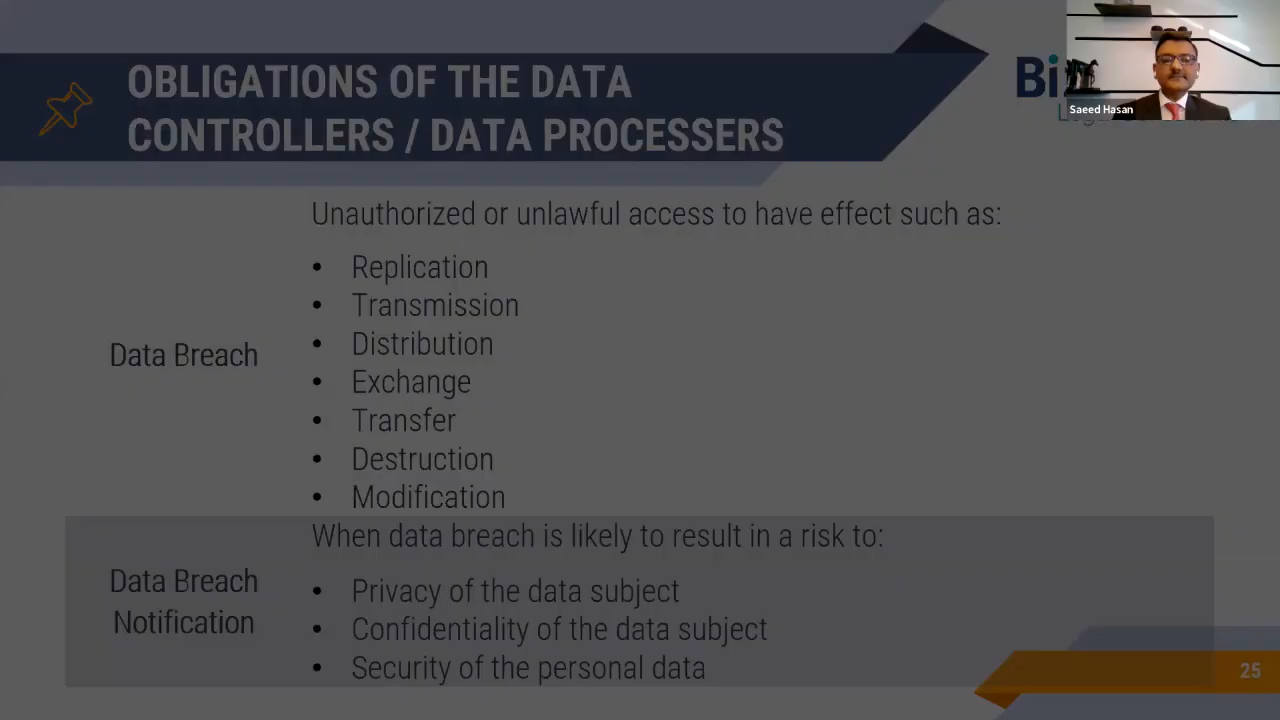 OBLIGATIONS OF THE DATA
CONTROLLERS / DATA PROCESSERS
Bi
Saeed Hasan
Unauthorized or unlawful access to have effect such as:
• Replication
• Transmission
• Distribution
• Exchange
• Transfer
• Destruction
• Modification
Data Breach
When data breach is likely to result in a risk to:
• Privacy of the data subject
• Confidentiality of the data subject
• Security of the personal data
Data Breach
Notification
25